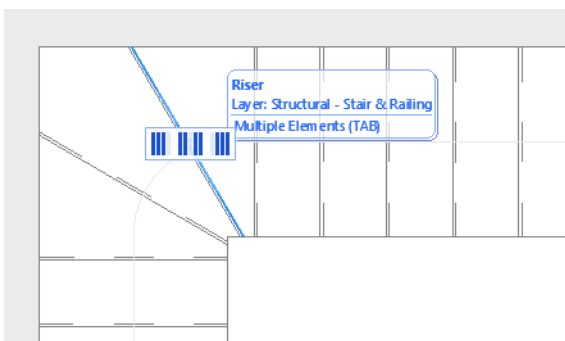 Riser
Layer: Structural - Stair & Railing
Multiple Elements (TAB)